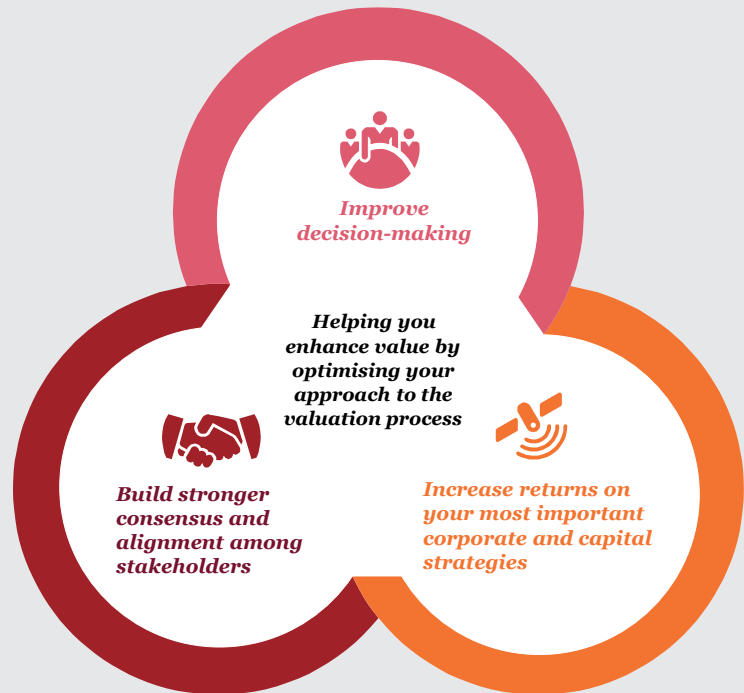 Improve
decision-making
Helping you
enhance value by
optimising your
approach to the
valuation process
Build stronger
consensus and
alignment among
stakeholders
Increase returns on
your most important
corporate and capital
strategies